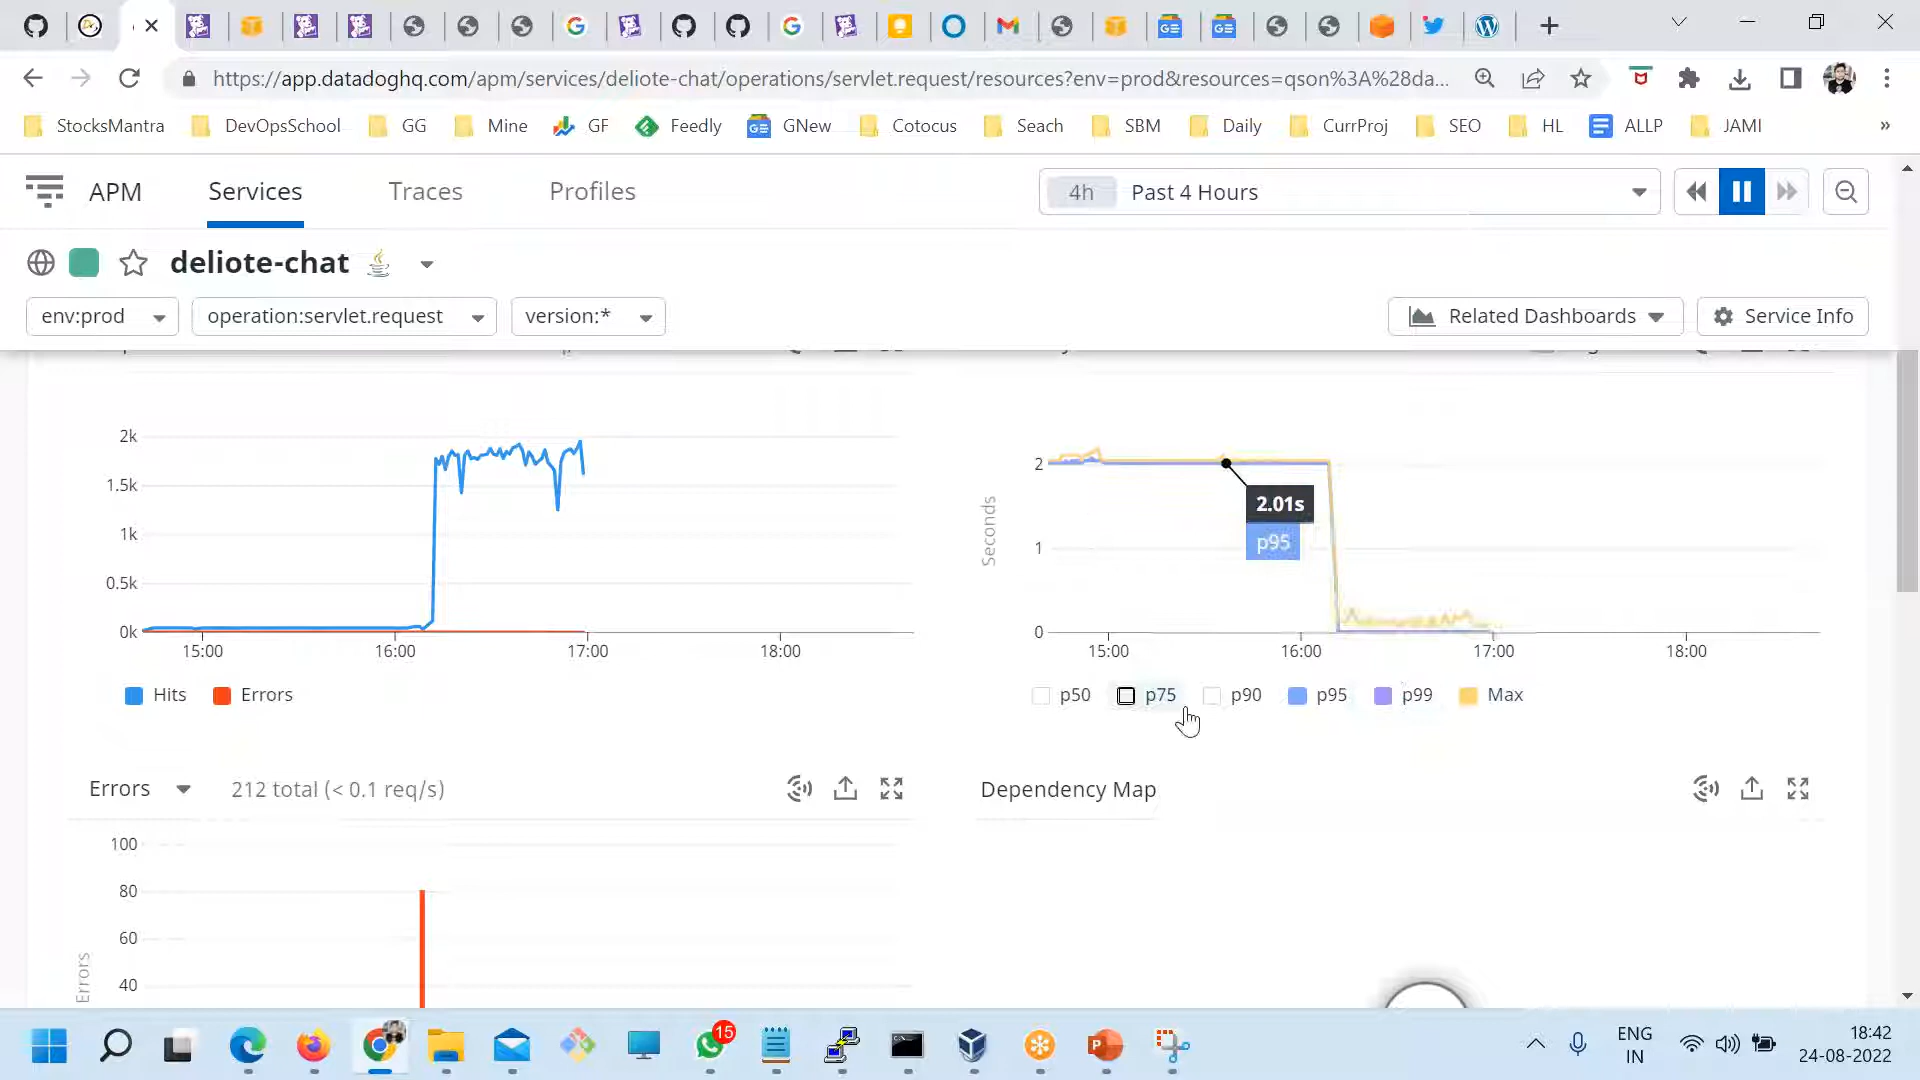 https://app.datadoghq.com/apm/services/deliote-chat/operations/servlet.request/resources?env=prod&resources=qson%3A%28da...
StocksMantra DevOpsSchool GG Mine GF Feedly GNew Cotocus Seach SBM Daily CurrProj SEO HL ALLP JAMI »
APM Services Traces Profiles 4h Past 4 Hours
deliote-chat
env:prod operation:servlet.request version:* Related Dashboards Service Info
2k
1.5k
1k
0.5k
0k
15:00 16:00 17:00 18:00
Hits Errors
Seconds
2
1
0
2.01s
p95
15:00 16:00 17:00 18:00
p50 p75 p90 p95 p99 Max
Errors 212 total (< 0.1 req/s)
Dependency Map
Errors
100
80
60
40
15
ENG
IN
18:42
24-08-2022